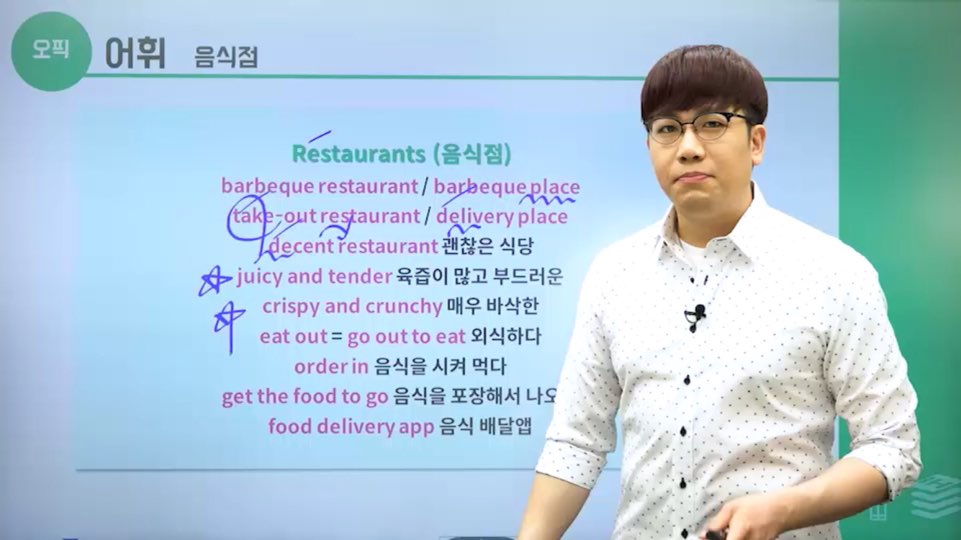 오픽
어휘 음식점
Restaurants (음식점)
barbeque restaurant / barbeque place
take-out restaurant / delivery place
decent restaurant 괜찮은 식당
juicy and tender 육즙이 많고 부드러운
crispy and crunchy 매우 바삭한
eat out = go out to eat 외식하다
order in 음식을 시켜 먹다
get the food to go 음식을 포장해서 나오
food delivery app 음식 배달앱